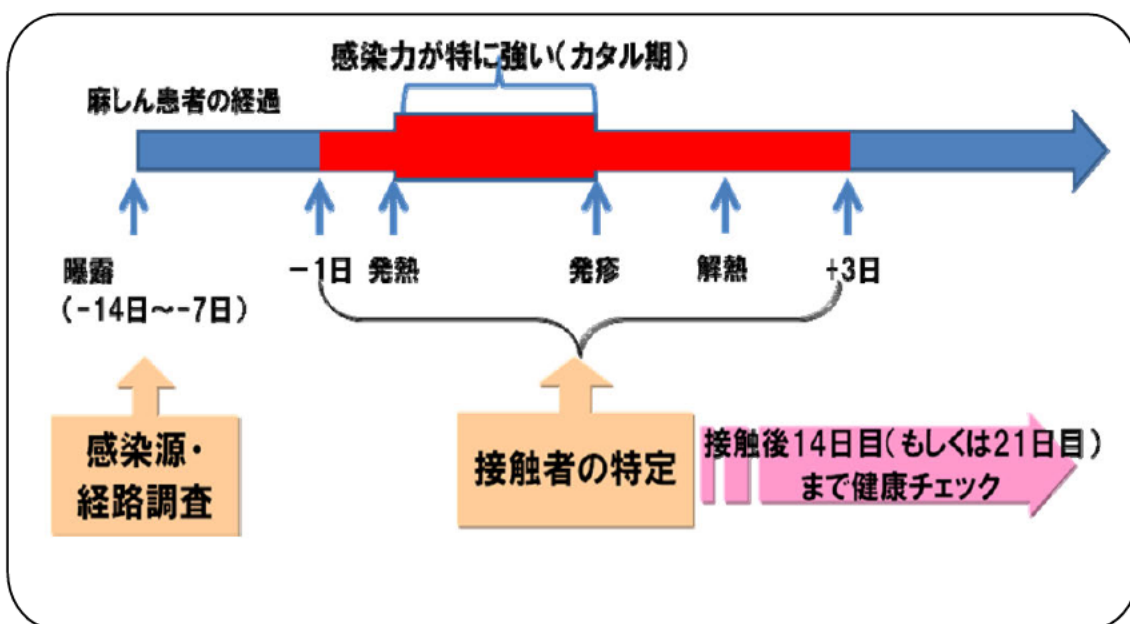 感染力が特に強い(カタル期)
麻しん患者の経過
曝露
(-14日～-7日)
－1日
発熱
発疹
解熱
+3日
感染源・
経路調査
接触者の特定
接触後14日目(もしくは21日目)
まで健康チェック